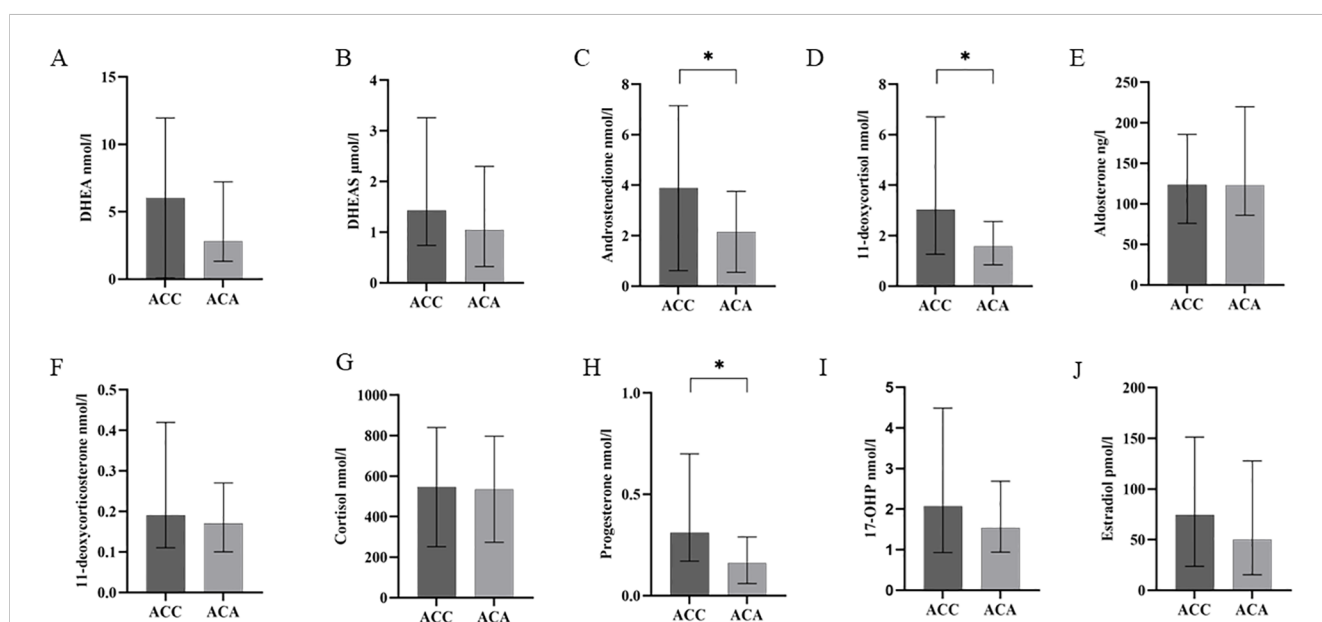 A
DHEA nmol/l
15
10
5
0
ACC ACA
B
DHEAS µmol/l
4
3
2
1
0
ACC ACA
C
*
Androstenedione nmol/l
8
6
4
2
0
ACC ACA
D
*
11-deoxycortisol nmol/l
8
6
4
2
0
ACC ACA
E
Aldosterone ng/l
250
200
150
100
50
0
ACC ACA
F
11-deoxycorticosterone nmol/l
0.5
0.4
0.3
0.2
0.1
0.0
ACC ACA
G
Cortisol nmol/l
1000
800
600
400
200
0
ACC ACA
H
*
Progesterone nmol/l
1.0
0.5
0.0
ACC ACA
I
17-OHP nmol/l
5
4
3
2
1
0
ACC ACA
J
Estradiol pmol/l
200
150
100
50
0
ACC ACA